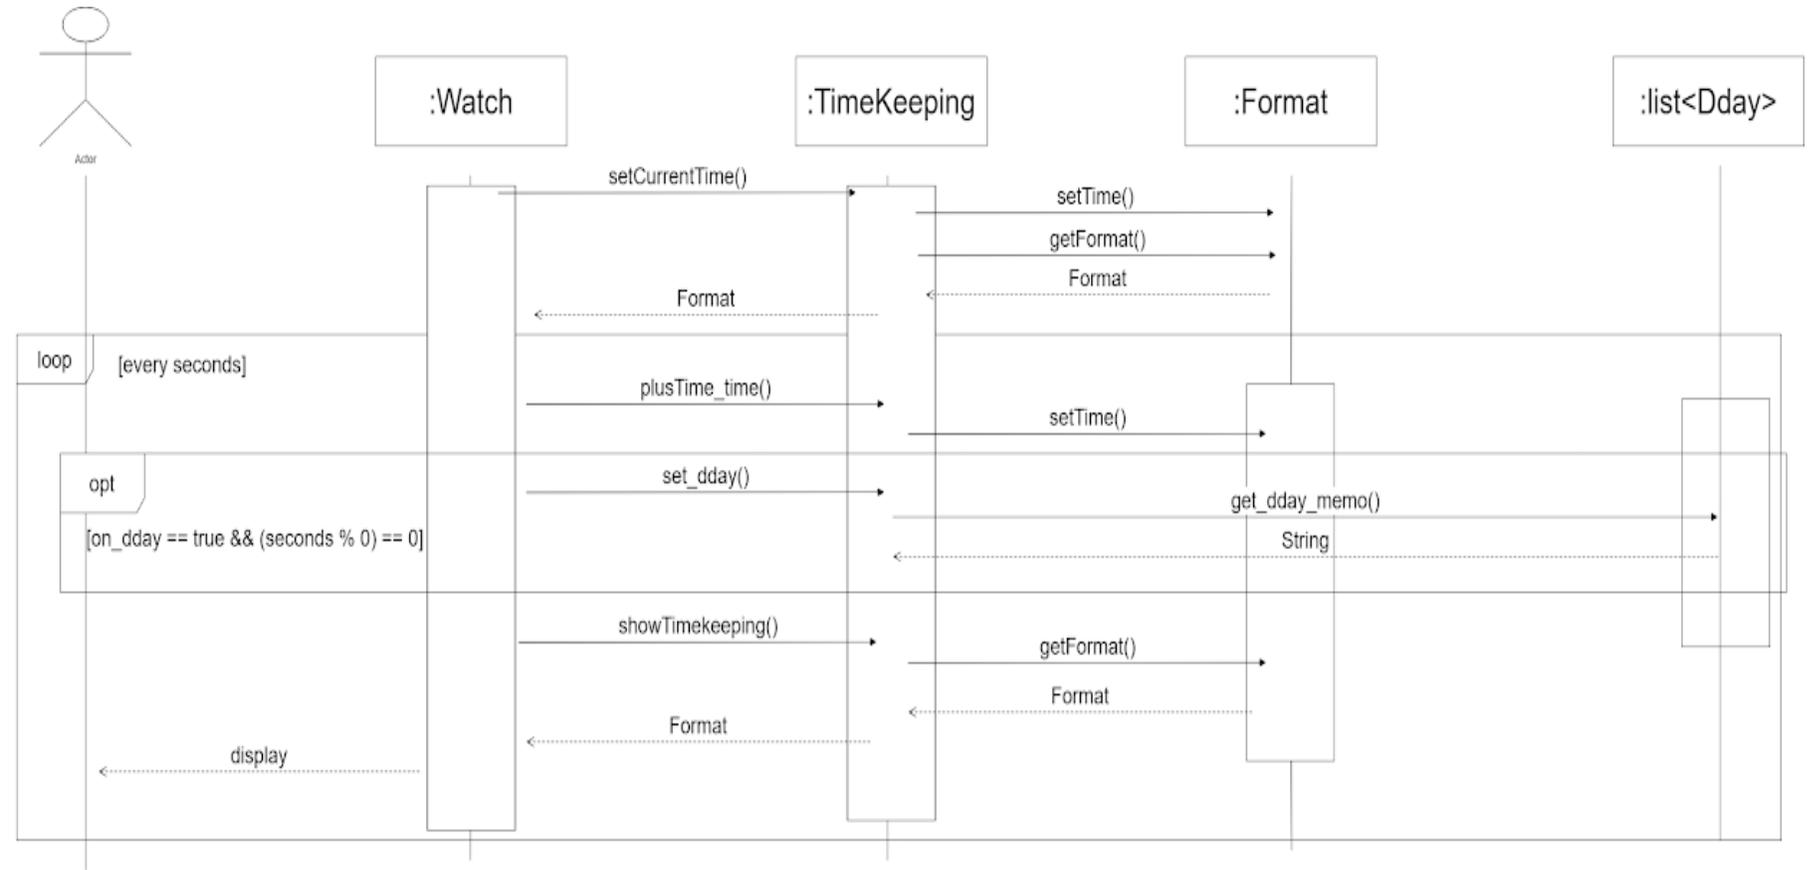 Actor
:Watch
:TimeKeeping
:Format
:list<Dday>
setCurrentTime()
setTime()
getFormat()
Format
Format
loop
[every seconds]
plusTime_time()
setTime()
opt
set_dday()
get_dday_memo()
[on_dday == true && (seconds % 0) == 0]
String
showTimekeeping()
getFormat()
Format
Format
display